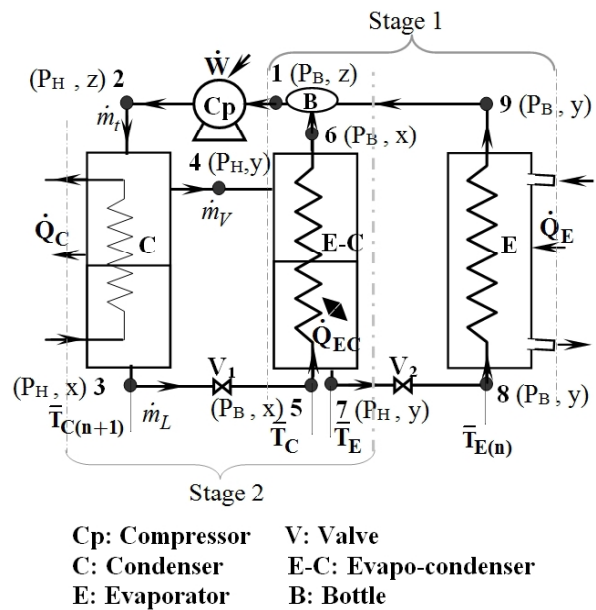 Stage 1
Ẇ
1 (P_B, z)
(P_H , z) 2
Cp
B
9 (P_B , y)
ṁ_t
6 (P_B , x)
4 (P_H,y)
ṁ_V
Q̇_C
C
E-C
E
Q̇_E
Q̇_EC
V_1
V_2
(P_H , x) 3
ṁ_L
(P_B , x) 5
7 (P_H , y)
8 (P_B , y)
T̄_C(n+1)
T̄_C
T̄_E
T̄_E(n)
Stage 2
Cp: Compressor V: Valve
C: Condenser E-C: Evapo-condenser
E: Evaporator B: Bottle